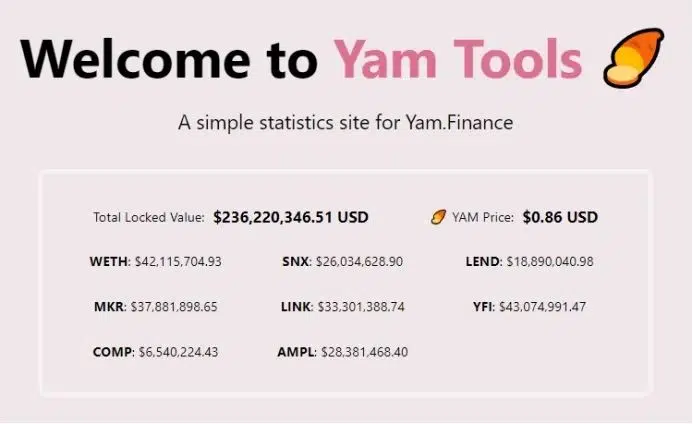 Welcome to Yam Tools
A simple statistics site for Yam.Finance
Total Locked Value: $236,220,346.51 USD YAM Price: $0.86 USD
WETH: $42,115,704.93 SNX: $26,034,628.90 LEND: $18,890,040.98
MKR: $37,881,898.65 LINK: $33,301,388.74 YFI: $43,074,991.47
COMP: $6,540,224.43 AMPL: $28,381,468.40